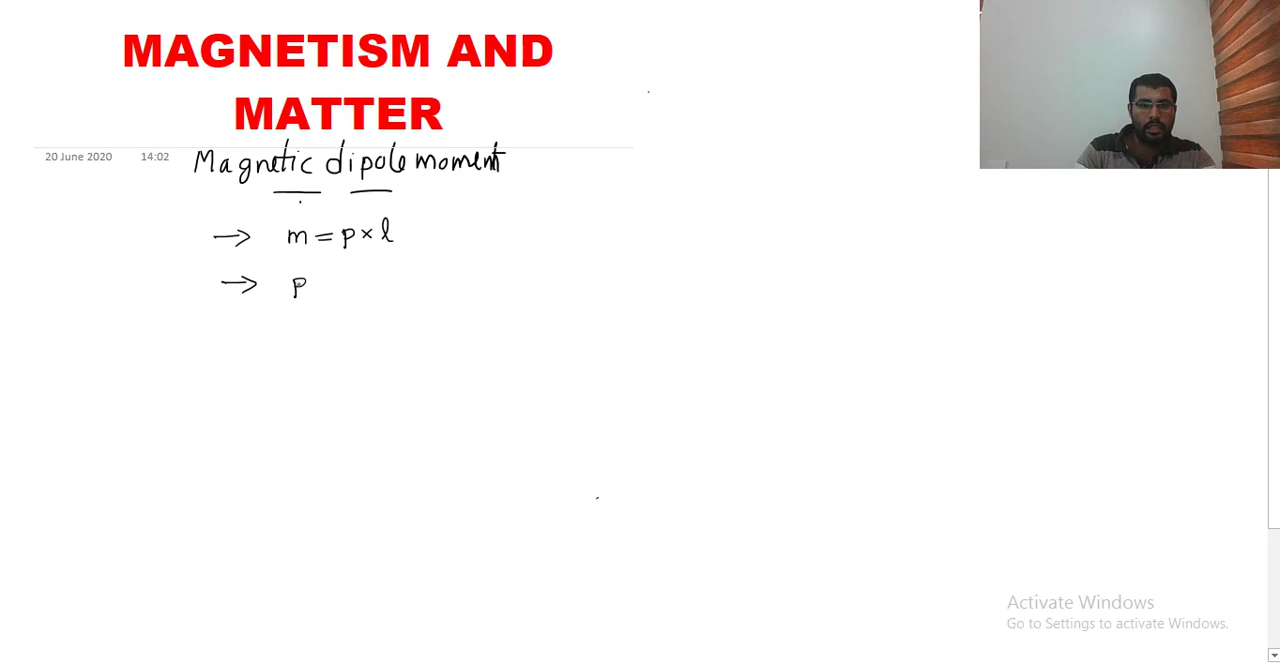 MAGNETISM AND
MATTER
20 June 2020 14:02
Magnetic dipole moment
→ m = p × l
→ p
Activate Windows
Go to Settings to activate Windows.